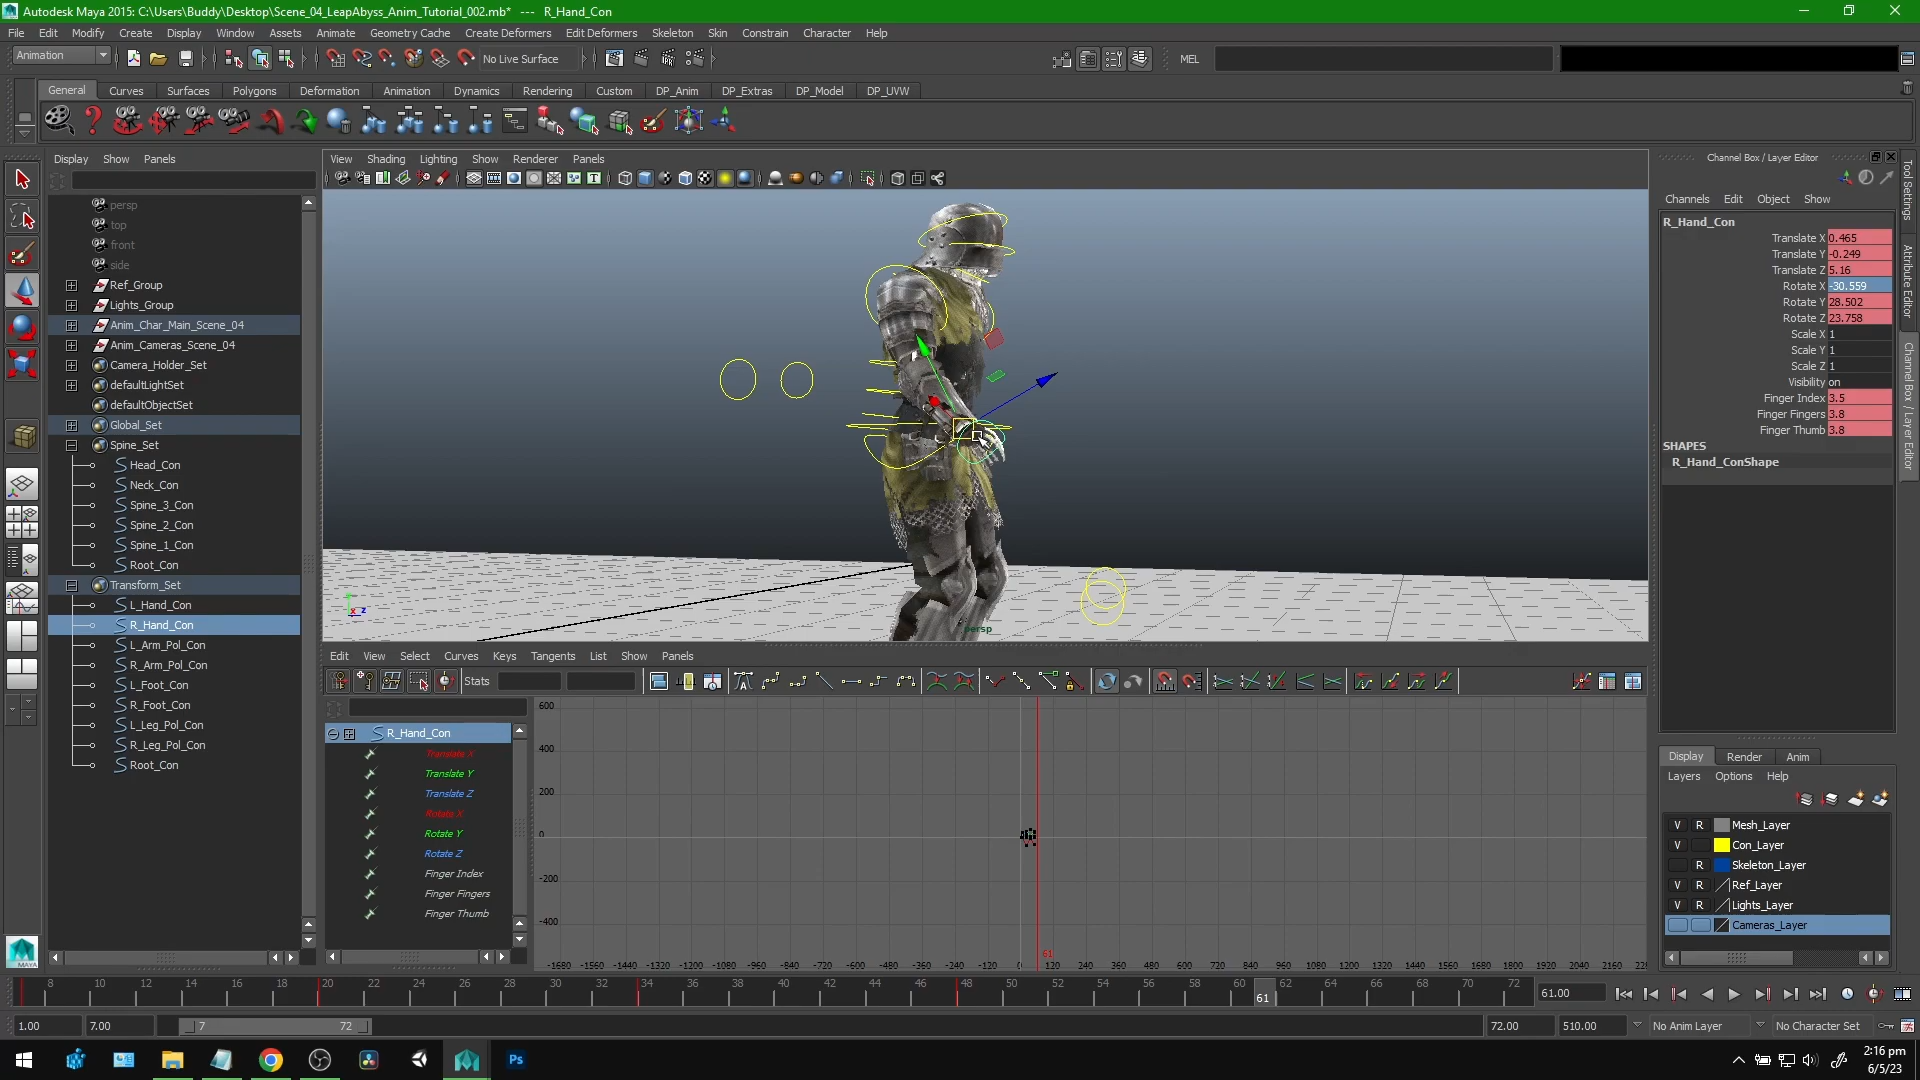 Autodesk Maya 2015: C:\Users\Buddy\Desktop\Scene_04_LeapAbyss_Anim_Tutorial_002.mb* --- R_Hand_Con
File Edit Modify Create Display Window Assets Animate Geometry Cache Create Deformers Edit Deformers Skeleton Skin Constrain Character Help
Animation No Live Surface MEL
General Curves Surfaces Polygons Deformation Animation Dynamics Rendering Custom DP_Anim DP_Extras DP_Model DP_UVW
Display Show Panels
persp
top
front
side
Ref_Group
Lights_Group
Anim_Char_Main_Scene_04
Anim_Cameras_Scene_04
Camera_Holder_Set
defaultLightSet
defaultObjectSet
Global_Set
Spine_Set
Head_Con
Neck_Con
Spine_3_Con
Spine_2_Con
Spine_1_Con
Root_Con
Transform_Set
L_Hand_Con
R_Hand_Con
L_Arm_Pol_Con
R_Arm_Pol_Con
L_Foot_Con
R_Foot_Con
L_Leg_Pol_Con
R_Leg_Pol_Con
Root_Con
MAYA
View Shading Lighting Show Renderer Panels
y
x z
persp
Edit View Select Curves Keys Tangents List Show Panels
Stats
R_Hand_Con
Translate X
Translate Y
Translate Z
Rotate X
Rotate Y
Rotate Z
Finger Index
Finger Fingers
Finger Thumb
600
400
200
0
-200
-400
61
-1680 -1560 -1440 -1320 -1200 -1080 -960 -840 -720 -600 -480 -360 -240 -120 0 120 240 360 480 600 720 840 960 1080 1200 1320 1440 1560 1680 1800 1920 2040 2160
Channel Box / Layer Editor
Channels Edit Object Show
R_Hand_Con
Translate X 0.465
Translate Y -0.249
Translate Z 5.16
Rotate X -30.559
Rotate Y 28.502
Rotate Z 23.758
Scale X 1
Scale Y 1
Scale Z 1
Visibility on
Finger Index 3.5
Finger Fingers 3.8
Finger Thumb 3.8
SHAPES
R_Hand_ConShape
Tool Settings
Attribute Editor
Channel Box / Layer Editor
Display Render Anim
Layers Options Help
V R Mesh_Layer
V Con_Layer
R Skeleton_Layer
V R Ref_Layer
V R Lights_Layer
Cameras_Layer
8 10 12 14 16 18 20 22 24 26 28 30 32 34 36 38 40 42 44 46 48 50 52 54 56 58 60 62 64 66 68 70 72
61
61.00
1.00 7.00 7 72 72.00 510.00 No Anim Layer No Character Set
Ps
2:16 pm
6/5/23